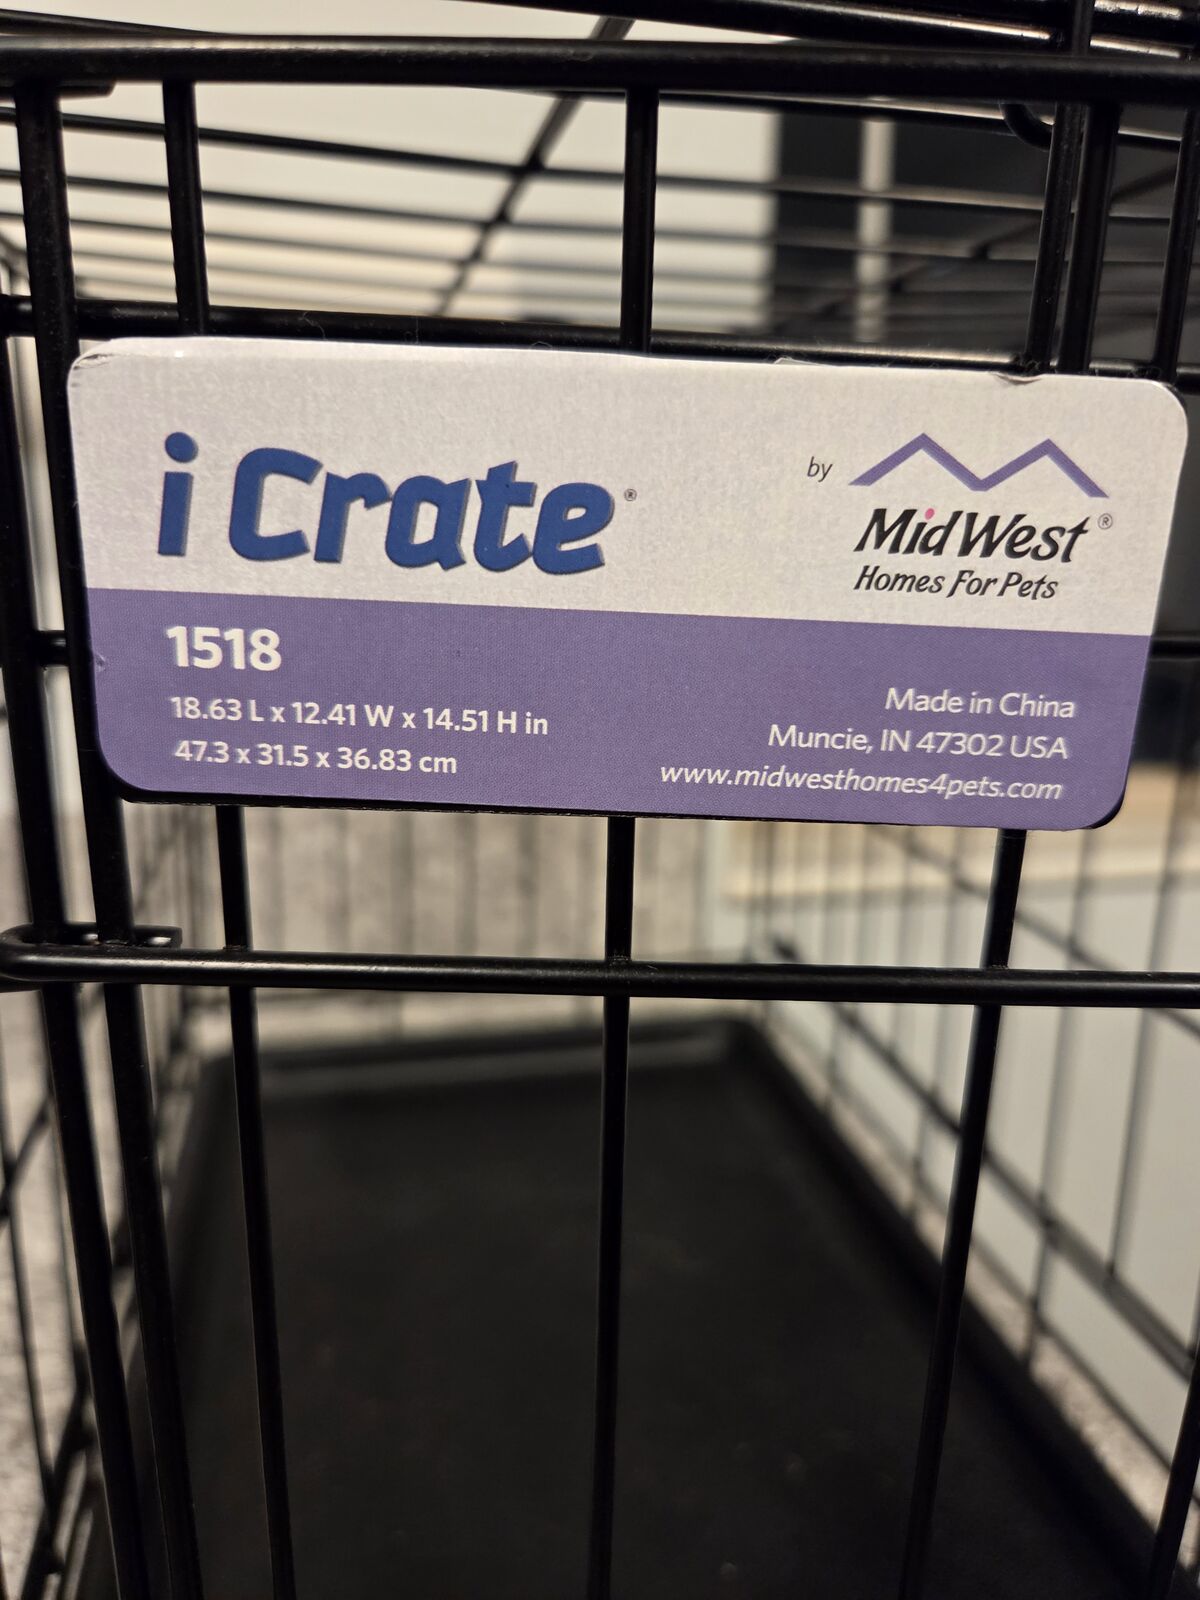 i Crate®
by
MidWest®
Homes For Pets
1518
18.63 L x 12.41 W x 14.51 H in
47.3 x 31.5 x 36.83 cm
Made in China
Muncie, IN 47302 USA
www.midwesthomes4pets.com